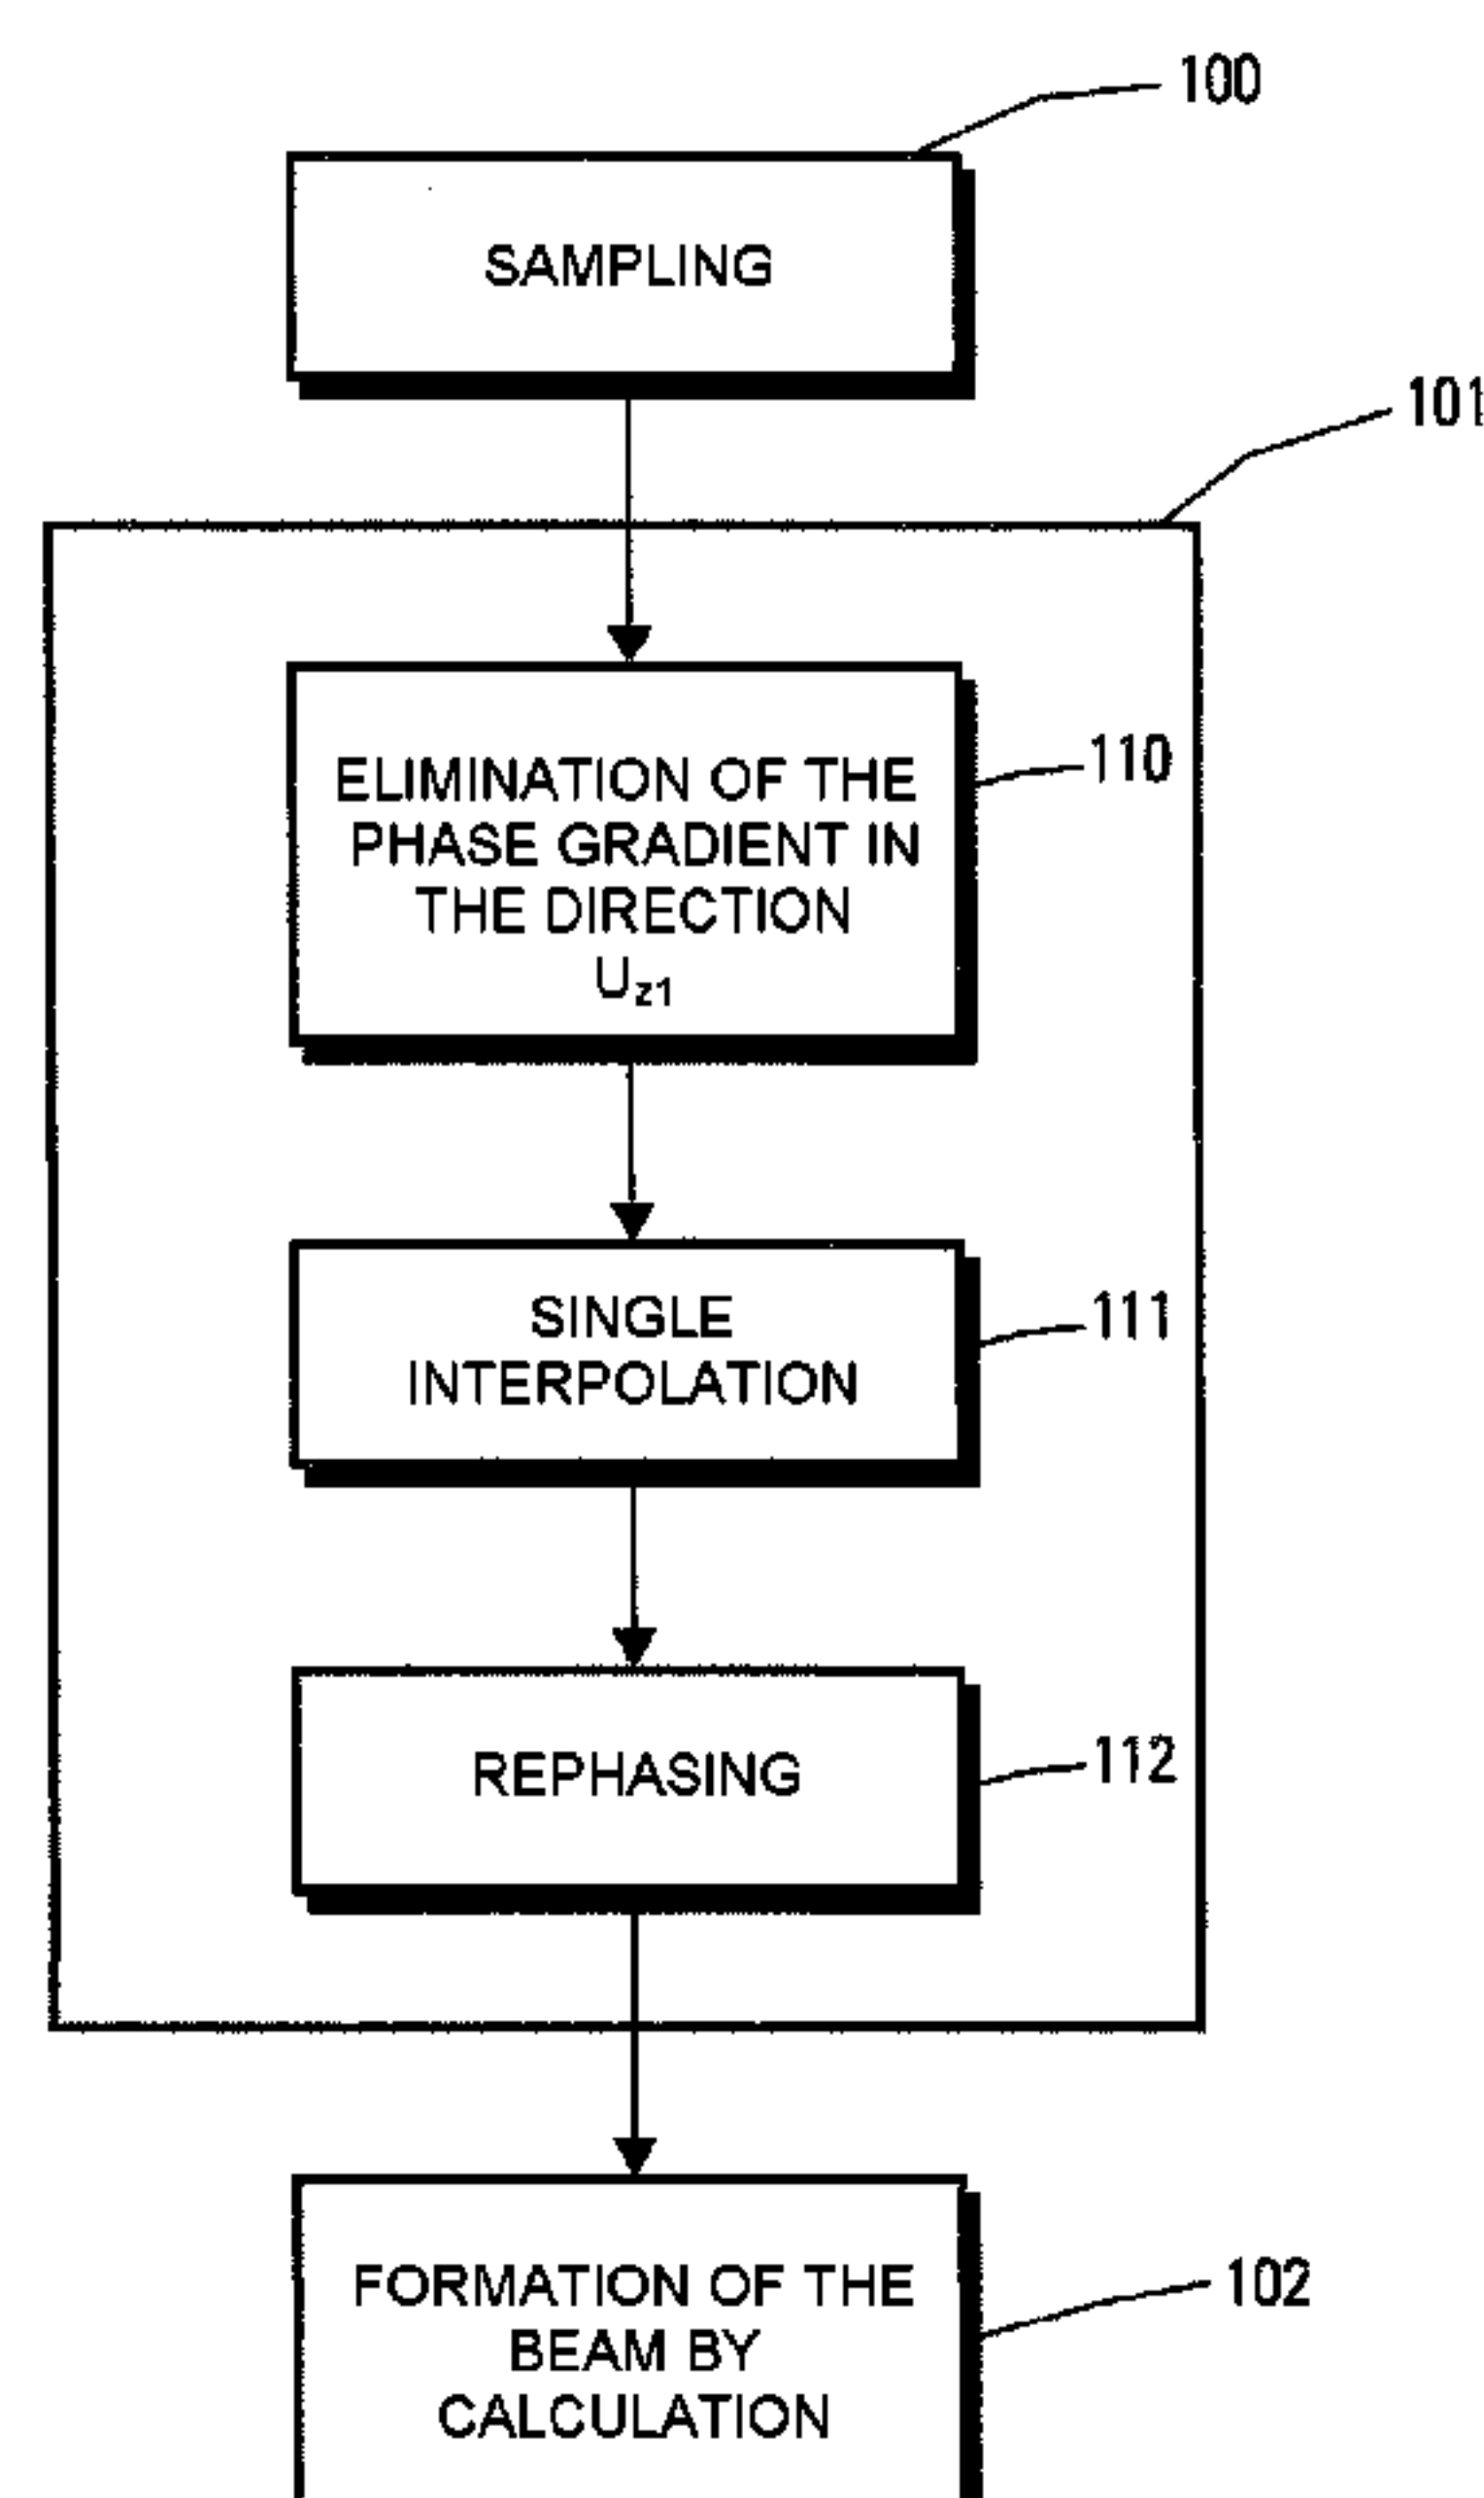 100
SAMPLING
101
ELIMINATION OF THE
PHASE GRADIENT IN
THE DIRECTION
Uz1
110
SINGLE
INTERPOLATION
111
REPHASING
112
FORMATION OF THE
BEAM BY
CALCULATION
102